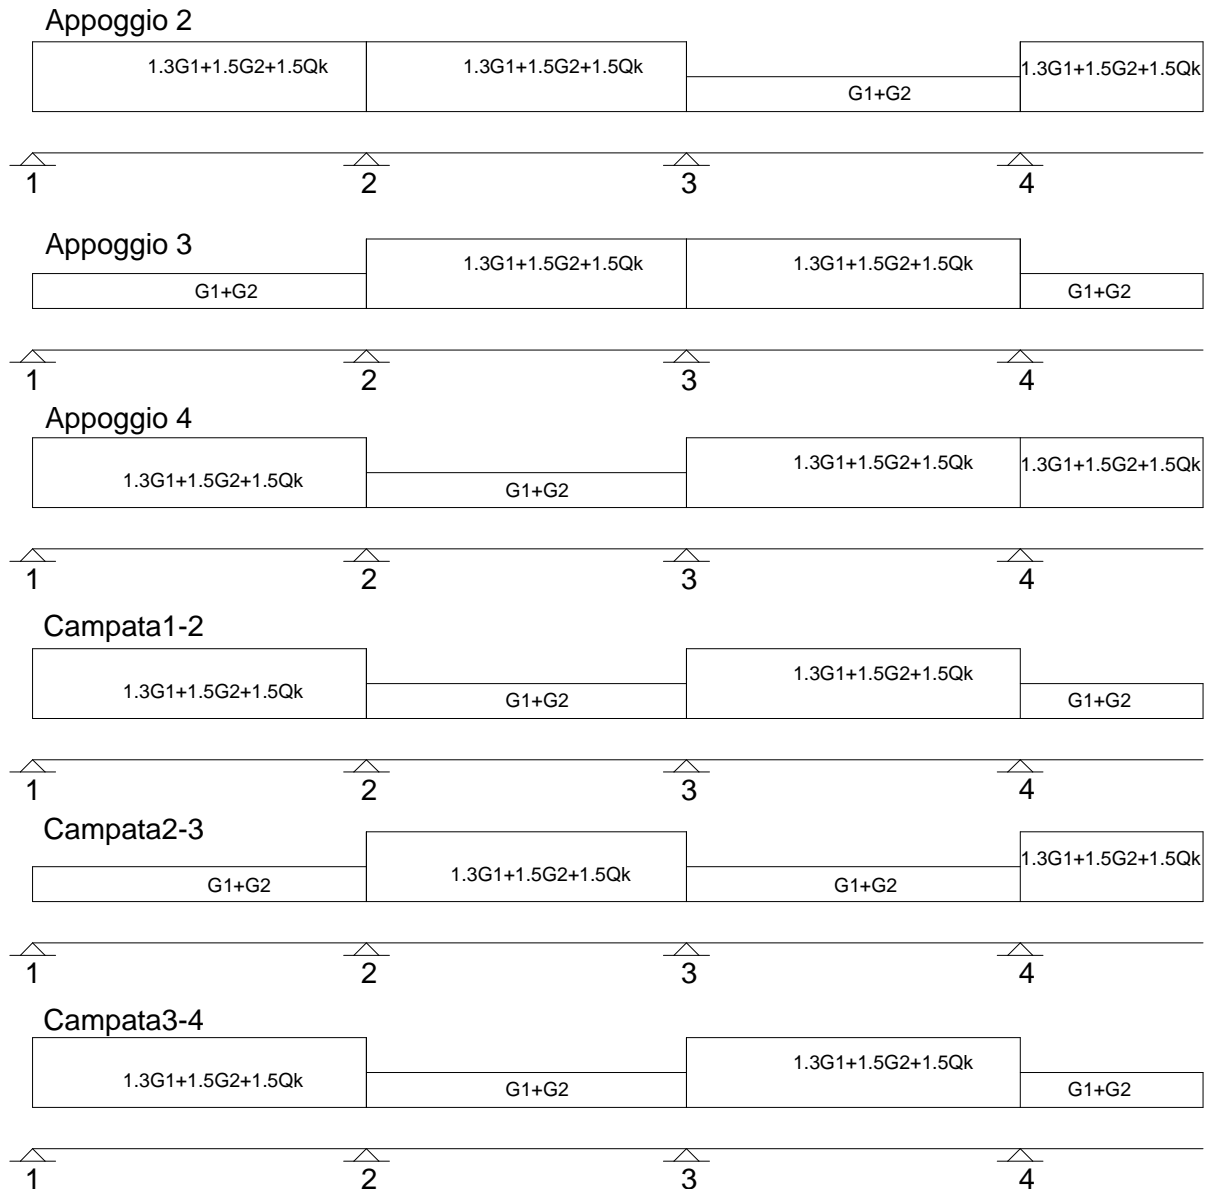 Appoggio 2
1.3G1+1.5G2+1.5Qk 1.3G1+1.5G2+1.5Qk G1+G2 1.3G1+1.5G2+1.5Qk
1 2 3 4
Appoggio 3
G1+G2 1.3G1+1.5G2+1.5Qk 1.3G1+1.5G2+1.5Qk G1+G2
1 2 3 4
Appoggio 4
1.3G1+1.5G2+1.5Qk G1+G2 1.3G1+1.5G2+1.5Qk 1.3G1+1.5G2+1.5Qk
1 2 3 4
Campata1-2
1.3G1+1.5G2+1.5Qk G1+G2 1.3G1+1.5G2+1.5Qk G1+G2
1 2 3 4
Campata2-3
G1+G2 1.3G1+1.5G2+1.5Qk G1+G2 1.3G1+1.5G2+1.5Qk
1 2 3 4
Campata3-4
1.3G1+1.5G2+1.5Qk G1+G2 1.3G1+1.5G2+1.5Qk G1+G2
1 2 3 4